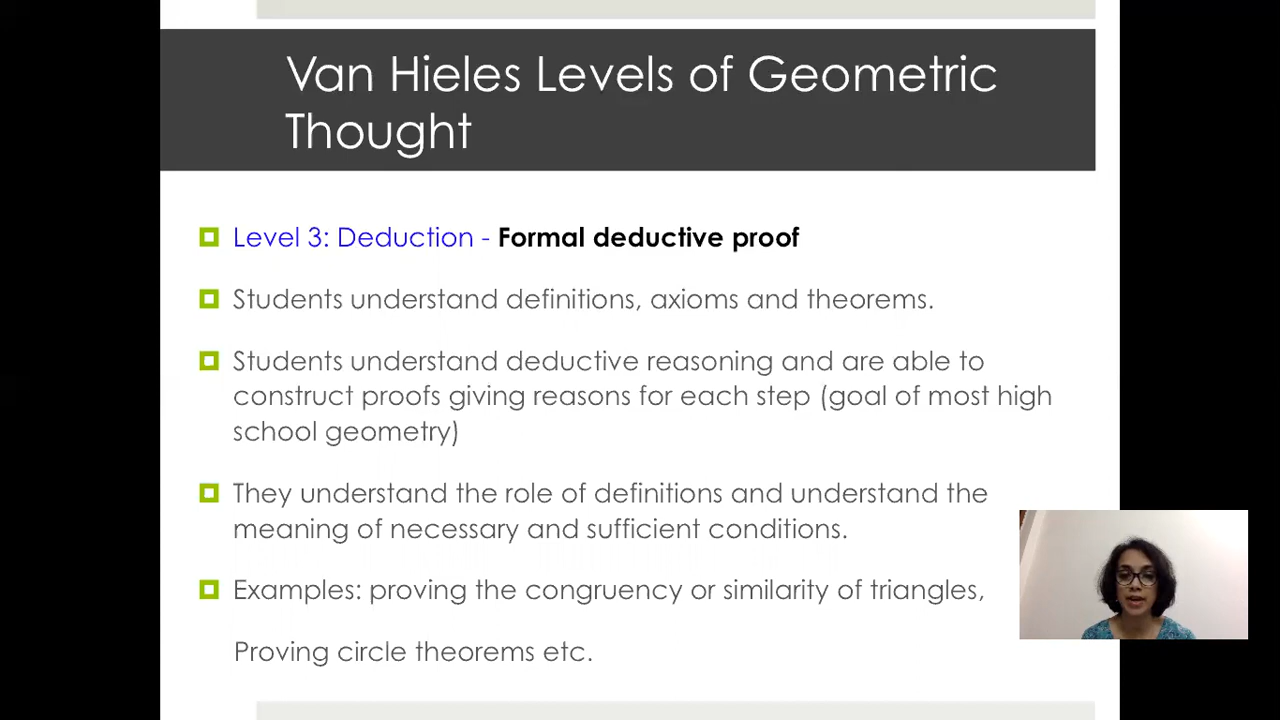 Van Hieles Levels of Geometric
Thought
Level 3: Deduction - Formal deductive proof
Students understand definitions, axioms and theorems.
Students understand deductive reasoning and are able to
construct proofs giving reasons for each step (goal of most high
school geometry)
They understand the role of definitions and understand the
meaning of necessary and sufficient conditions.
Examples: proving the congruency or similarity of triangles,
Proving circle theorems etc.